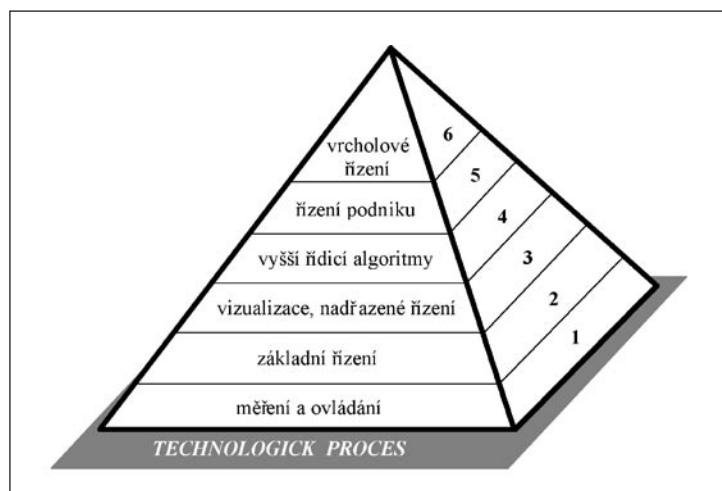 vrcholové
řízení
6
řízení podniku
5
vyšší řídicí algoritmy
4
vizualizace, nadřazené řízení
3
základní řízení
2
měření a ovládání
1
TECHNOLOGICK PROCES